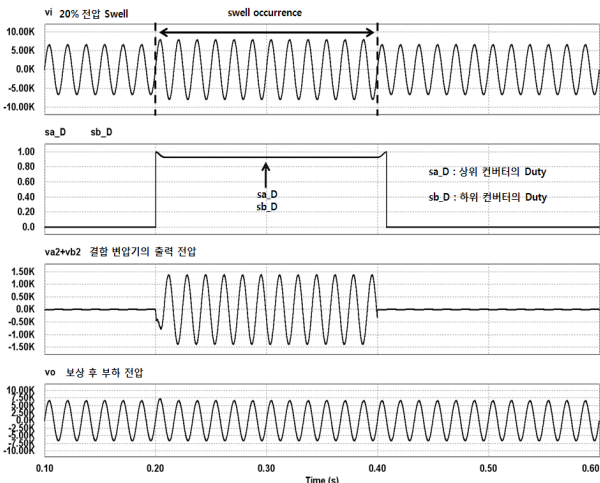 vi 20% 전압 Swell
swell occurrence
10.00K
5.00K
0.0K
-5.00K
-10.00K
sa_D sb_D
1.00
0.80
0.60
0.40
0.20
0.0
sa_D
sb_D
sa_D : 상위 컨버터의 Duty
sb_D : 하위 컨버터의 Duty
va2+vb2 결합 변압기의 출력 전압
1.50K
1.00K
0.50K
0.0K
-0.50K
-1.00K
-1.50K
vo 보상 후 부하 전압
10.00K
7.50K
5.00K
2.50K
0.0K
-2.50K
-5.00K
-7.50K
-10.00K
0.10 0.20 0.30 0.40 0.50 0.60
Time (s)